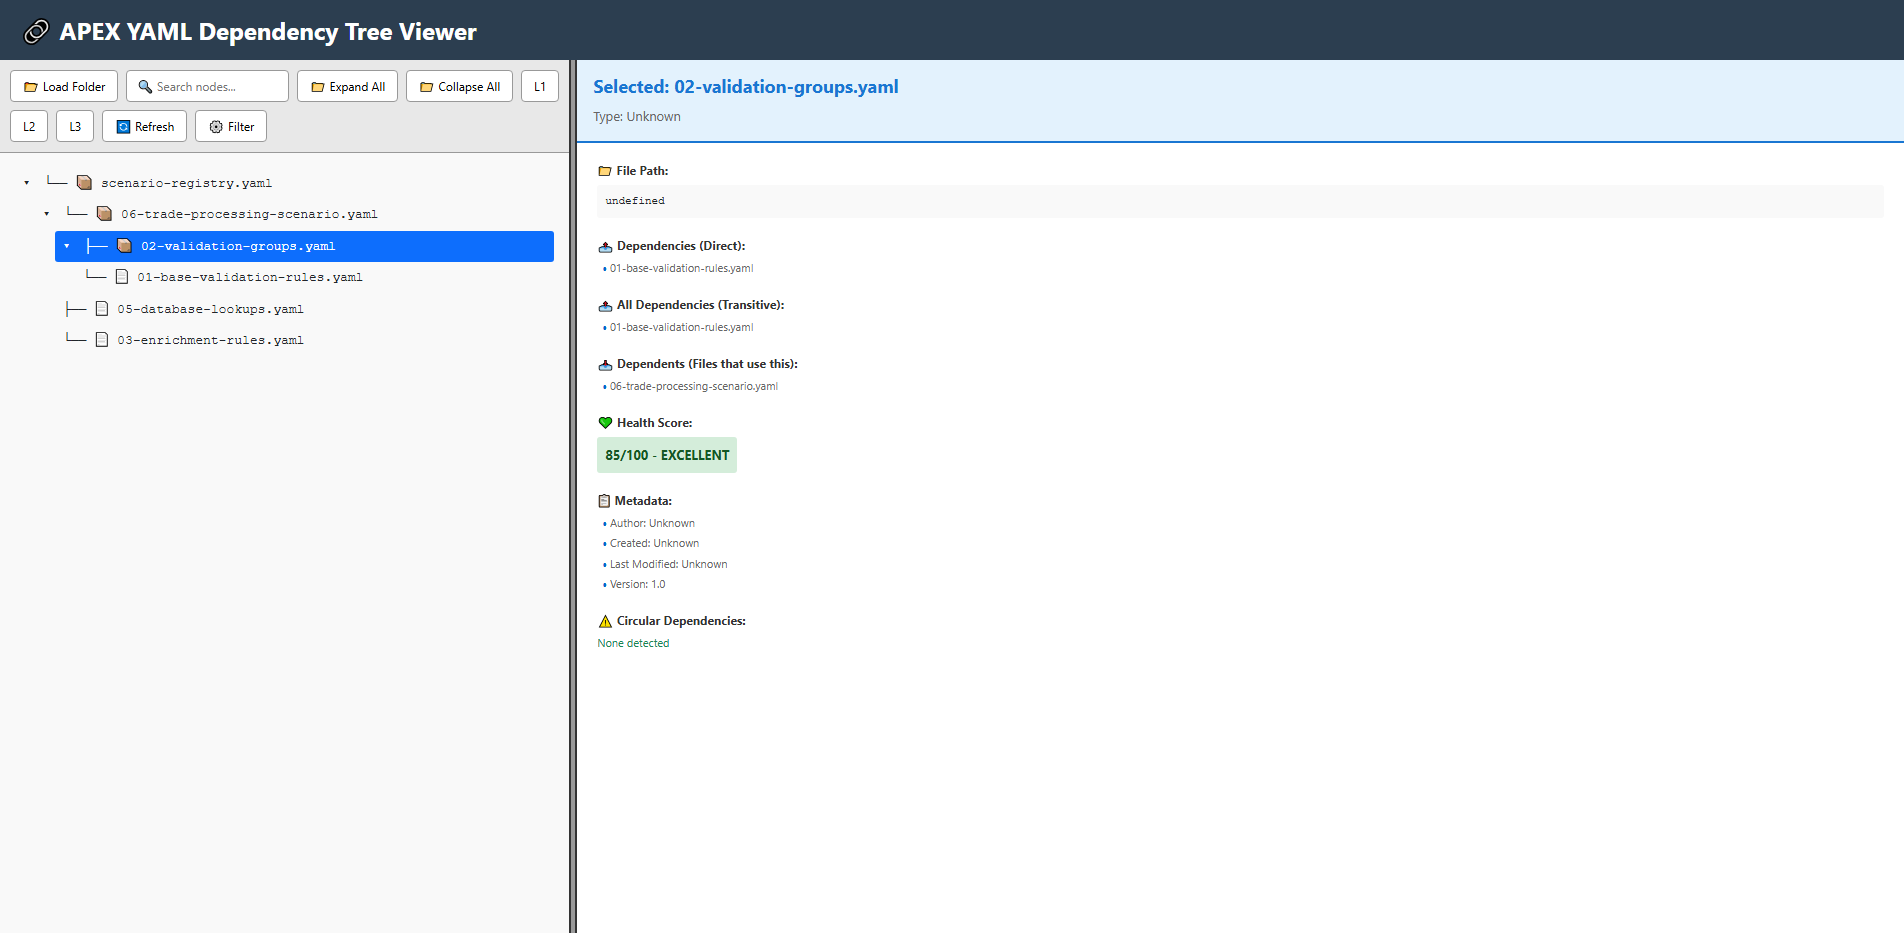 APEX YAML Dependency Tree Viewer
Load Folder
Search nodes...
Expand All
Collapse All
L1
L2
L3
Refresh
Filter
scenario-registry.yaml
06-trade-processing-scenario.yaml
02-validation-groups.yaml
01-base-validation-rules.yaml
05-database-lookups.yaml
03-enrichment-rules.yaml
Selected: 02-validation-groups.yaml
Type: Unknown
File Path:
undefined
Dependencies (Direct):
• 01-base-validation-rules.yaml
All Dependencies (Transitive):
• 01-base-validation-rules.yaml
Dependents (Files that use this):
• 06-trade-processing-scenario.yaml
Health Score:
85/100 - EXCELLENT
Metadata:
• Author: Unknown
• Created: Unknown
• Last Modified: Unknown
• Version: 1.0
Circular Dependencies:
None detected